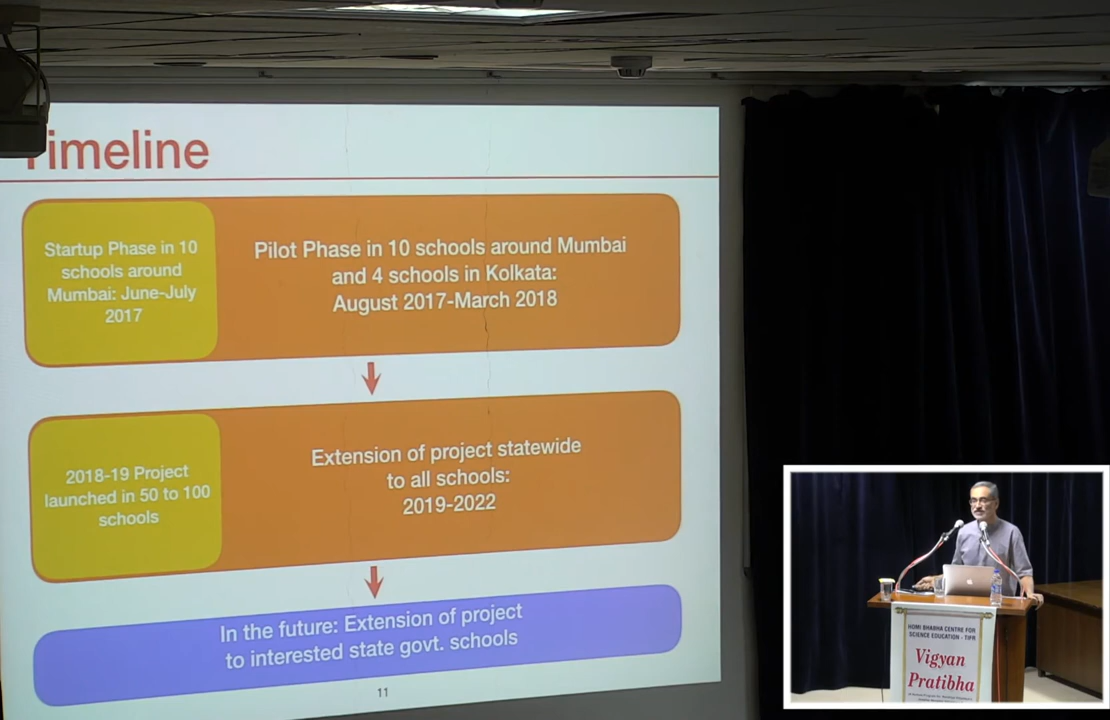 Timeline
Startup Phase in 10
schools around
Mumbai: June-July
2017
Pilot Phase in 10 schools around Mumbai
and 4 schools in Kolkata:
August 2017-March 2018
2018-19 Project
launched in 50 to 100
schools
Extension of project statewide
to all schools:
2019-2022
In the future: Extension of project
to interested state govt. schools
11
HOMI BHABHA CENTRE FOR
SCIENCE EDUCATION - TIFR
Vigyan
Pratibha